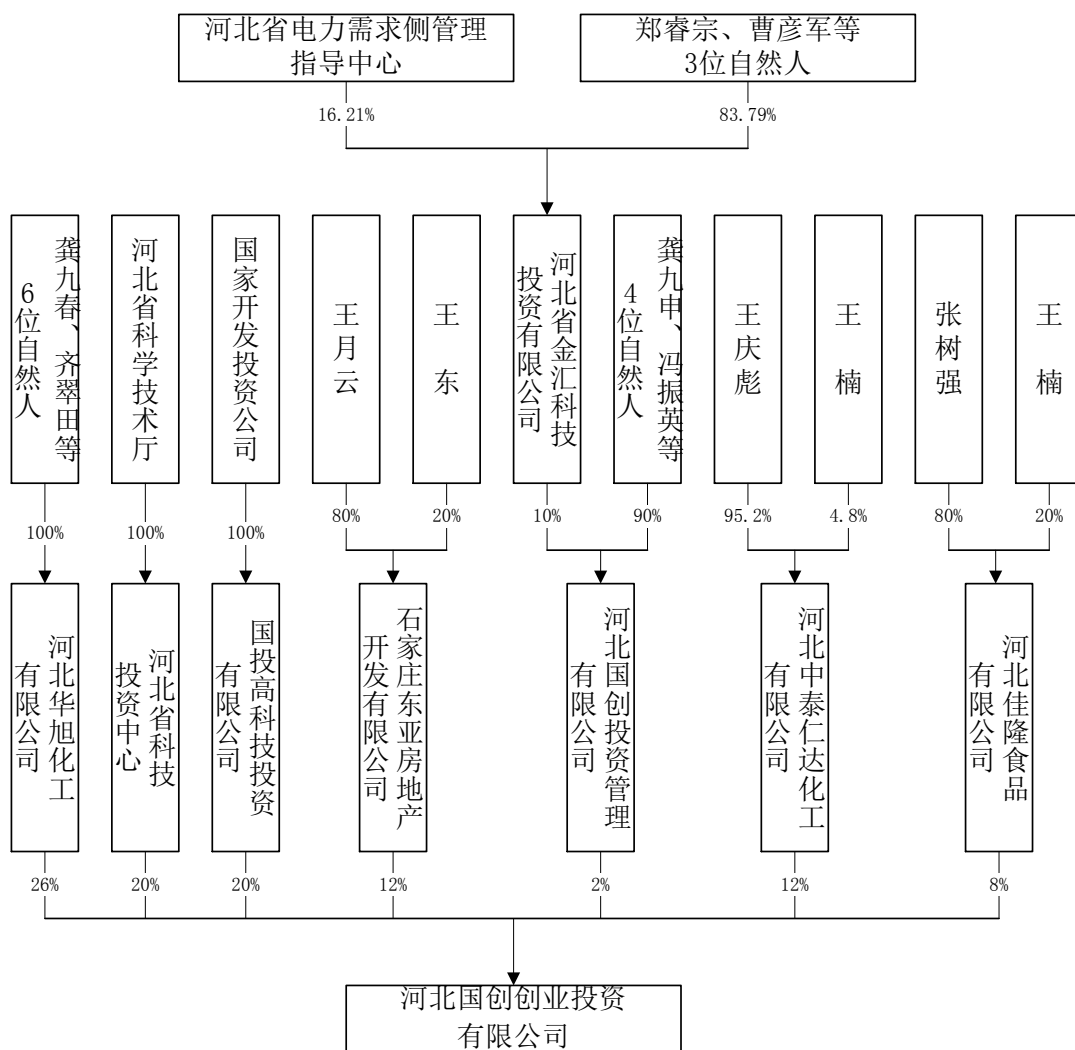 河北省电力需求侧管理
指导中心
郑睿宗、曹彦军等
3位自然人
16.21%
83.79%
龚九春、齐翠田等
6位自然人
河北省科学技术厅
国家开发投资公司
王月云
王东
河北省金汇科技
投资有限公司
龚九申、冯振英等
4位自然人
王庆彪
王楠
张树强
王楠
100%
100%
100%
80%
20%
10%
90%
95.2%
4.8%
80%
20%
河北华旭化工
有限公司
河北省科技
投资中心
国投高科技投资
有限公司
石家庄东亚房地产
开发有限公司
河北国创投资管理
有限公司
河北中泰仁达化工
有限公司
河北佳隆食品
有限公司
26%
20%
20%
12%
2%
12%
8%
河北国创创业投资
有限公司